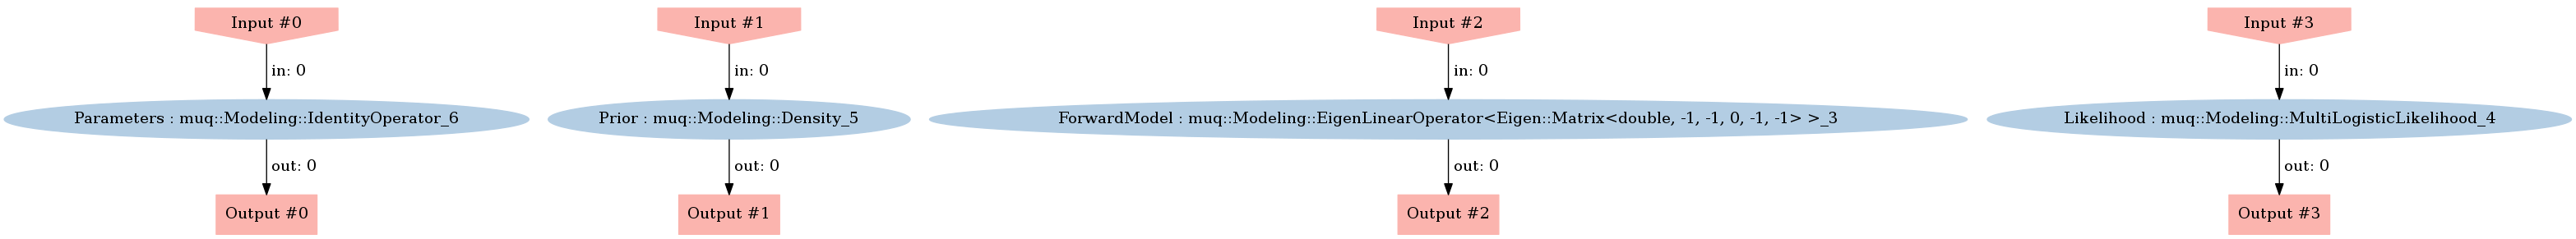 Input #0
Input #1
Input #2
Input #3
in: 0
in: 0
in: 0
in: 0
Parameters : muq::Modeling::IdentityOperator_6
Prior : muq::Modeling::Density_5
ForwardModel : muq::Modeling::EigenLinearOperator<Eigen::Matrix<double, -1, -1, 0, -1, -1> >_3
Likelihood : muq::Modeling::MultiLogisticLikelihood_4
out: 0
out: 0
out: 0
out: 0
Output #0
Output #1
Output #2
Output #3